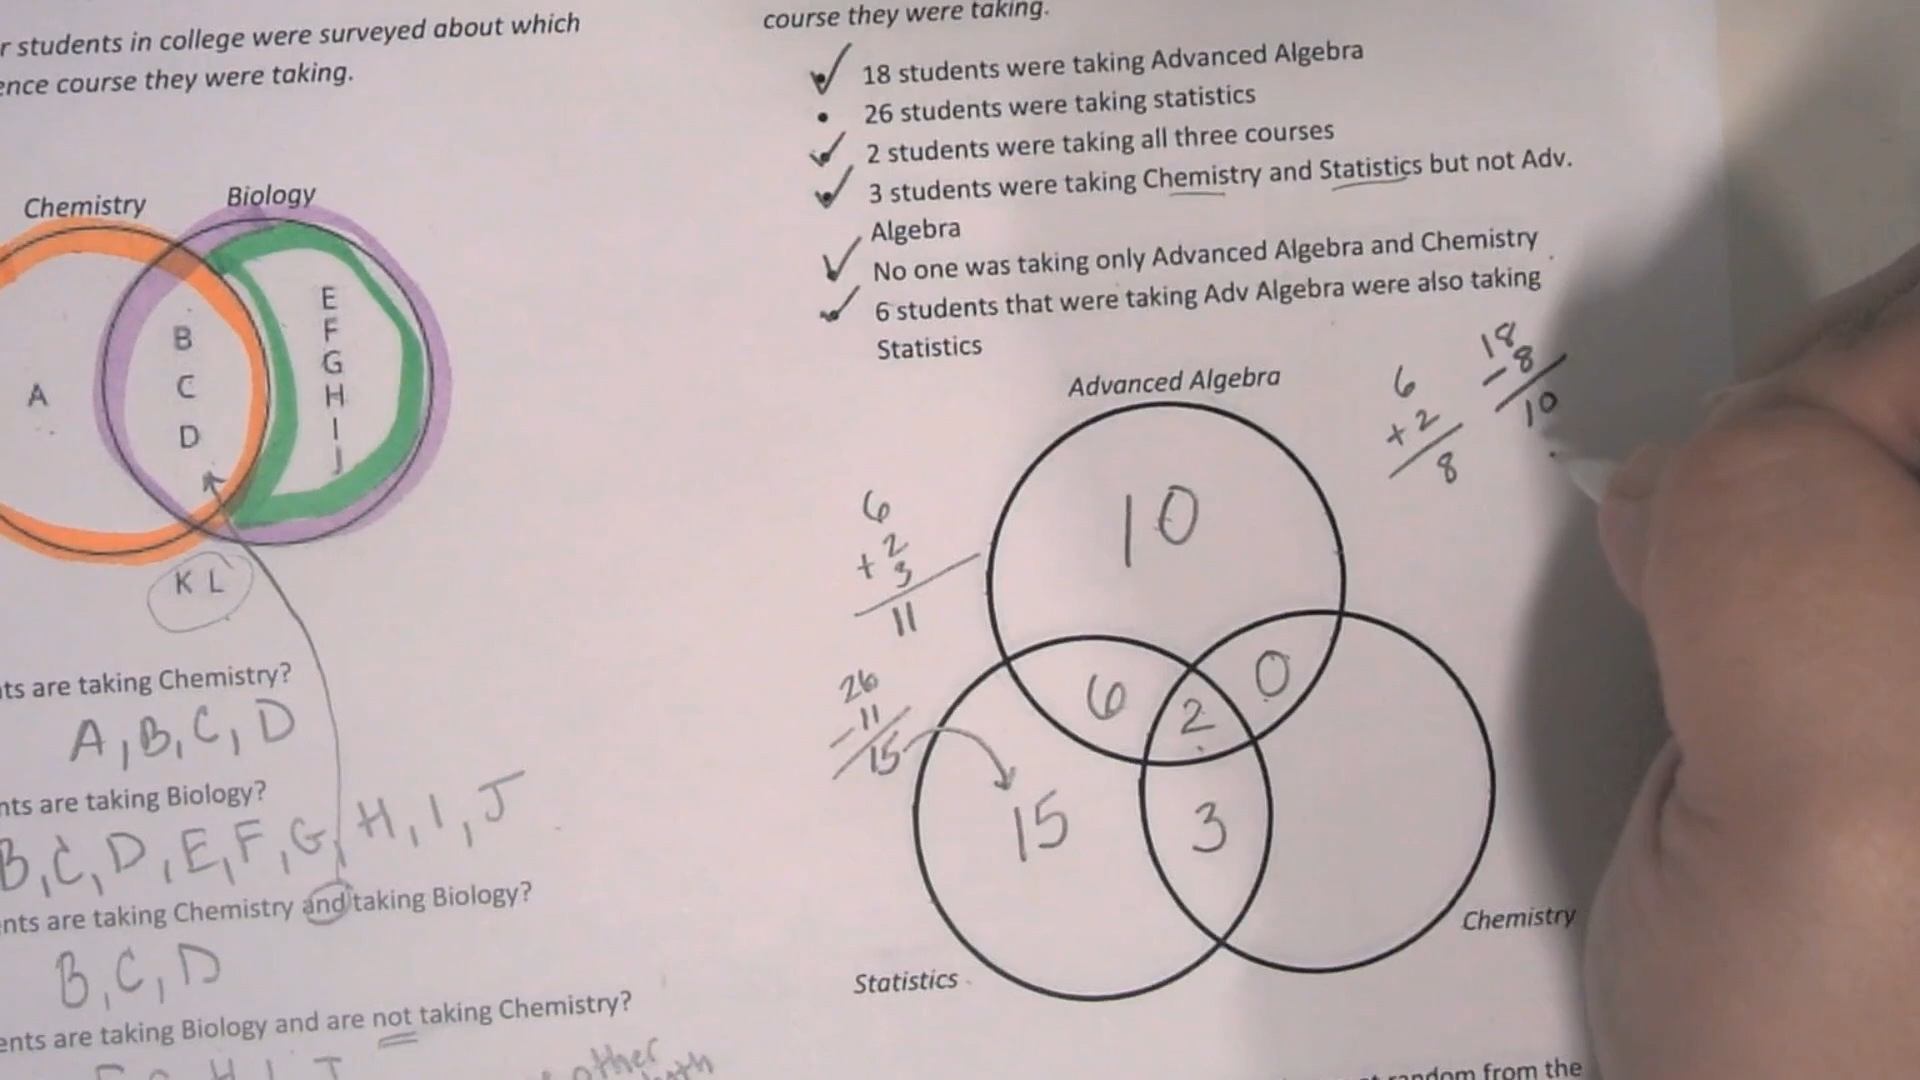 r students in college were surveyed about which
ence course they were taking.
Chemistry
Biology
A
B
C
D
E
F
G
H
I
J
K L
ts are taking Chemistry?
A, B, C, D
nts are taking Biology?
B, C, D, E, F, G, H, I, J
nts are taking Chemistry and taking Biology?
B, C, D
ents are taking Biology and are not taking Chemistry?
other
course they were taking.
18 students were taking Advanced Algebra
26 students were taking statistics
2 students were taking all three courses
3 students were taking Chemistry and Statistics but not Adv.
Algebra
No one was taking only Advanced Algebra and Chemistry
6 students that were taking Adv Algebra were also taking
Statistics
Advanced Algebra
6
+ 2
8
18
- 8
10
6
+ 2
3
11
26
- 11
15
10
6
2
0
15
3
Chemistry
Statistics
random from the